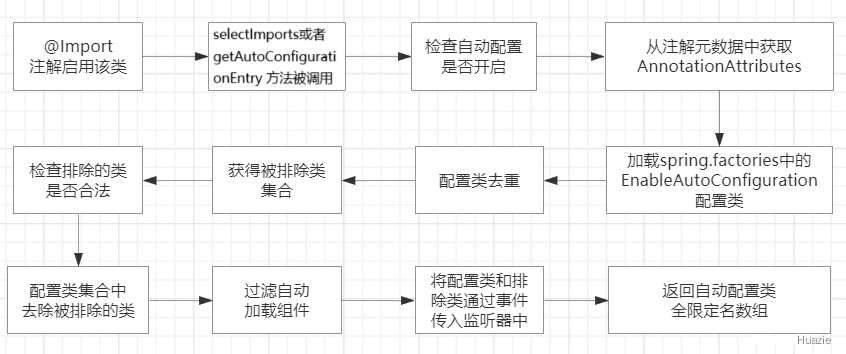 @Import
注解启用该类
selectImports或者
getAutoConfigurati
onEntry 方法被调用
检查自动配置
是否开启
从注解元数据中获取
AnnotationAttributes
加载spring.factories中的
EnableAutoConfiguration
配置类
配置类去重
获得被排除类
集合
检查排除的类
是否合法
配置类集合中
去除被排除的类
过滤自动
加载组件
将配置类和排
除类通过事件
传入监听器中
返回自动配置类
全限定名数组
Huazie